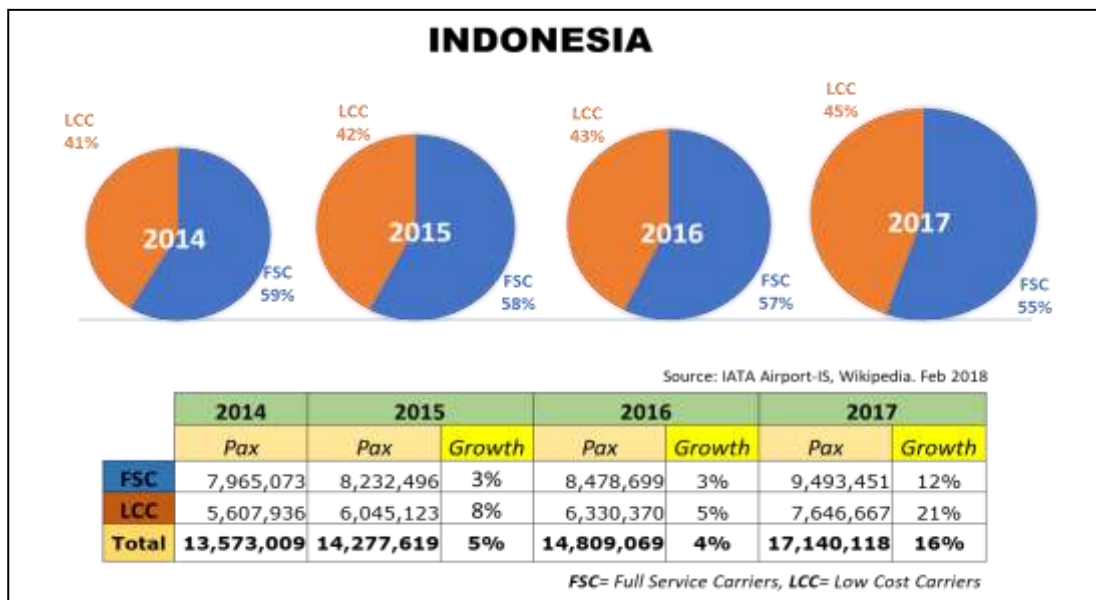 INDONESIA
LCC
41%
2014
FSC
59%
LCC
42%
2015
FSC
58%
LCC
43%
2016
FSC
57%
LCC
45%
2017
FSC
55%
Source: IATA Airport-IS, Wikipedia. Feb 2018
2014 2015 2016 2017
Pax Pax Growth Pax Growth Pax Growth
FSC 7,965,073 8,232,496 3% 8,478,699 3% 9,493,451 12%
LCC 5,607,936 6,045,123 8% 6,330,370 5% 7,646,667 21%
Total 13,573,009 14,277,619 5% 14,809,069 4% 17,140,118 16%
FSC= Full Service Carriers, LCC= Low Cost Carriers